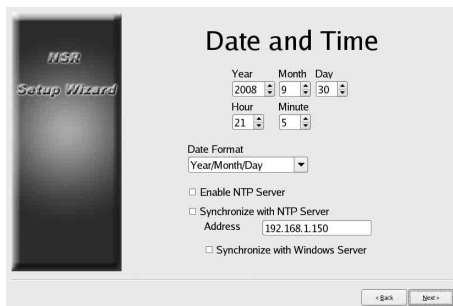 NSR
Setup Wizard
Date and Time
Year Month Day
2008 9 30
Hour Minute
21 5
Date Format
Year/Month/Day
Enable NTP Server
Synchronize with NTP Server
Address 192.168.1.150
Synchronize with Windows Server
< Back Next >